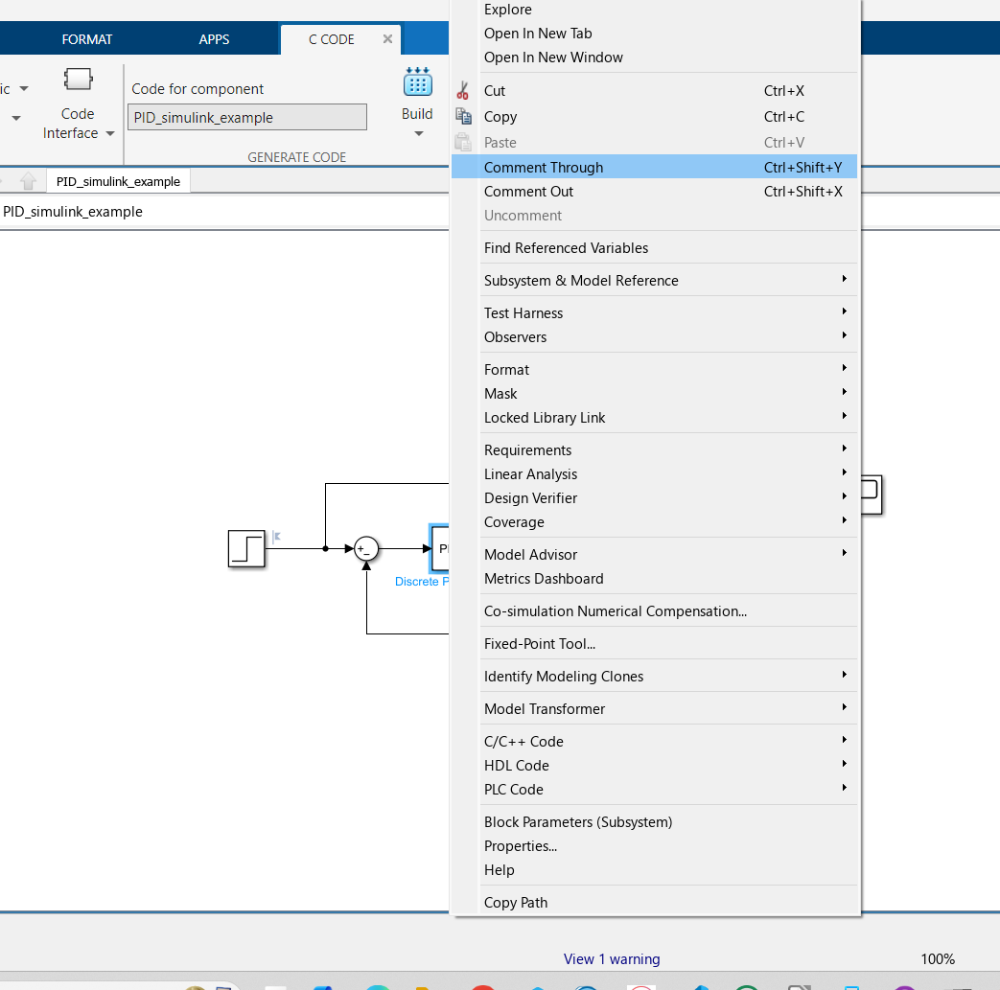 Explore
Open In New Tab
FORMAT APPS C CODE
Open In New Window
ic
Code for component
Cut Ctrl+X
Code
Interface
PID_simulink_example
Build
Copy Ctrl+C
Paste Ctrl+V
GENERATE CODE
Comment Through Ctrl+Shift+Y
PID_simulink_example
Comment Out Ctrl+Shift+X
PID_simulink_example
Uncomment
Find Referenced Variables
Subsystem & Model Reference
Test Harness
Observers
Format
Mask
Locked Library Link
Requirements
Linear Analysis
Design Verifier
Coverage
+
_
PI
Model Advisor
Discrete P
Metrics Dashboard
Co-simulation Numerical Compensation...
Fixed-Point Tool...
Identify Modeling Clones
Model Transformer
C/C++ Code
HDL Code
PLC Code
Block Parameters (Subsystem)
Properties...
Help
Copy Path
View 1 warning 100%